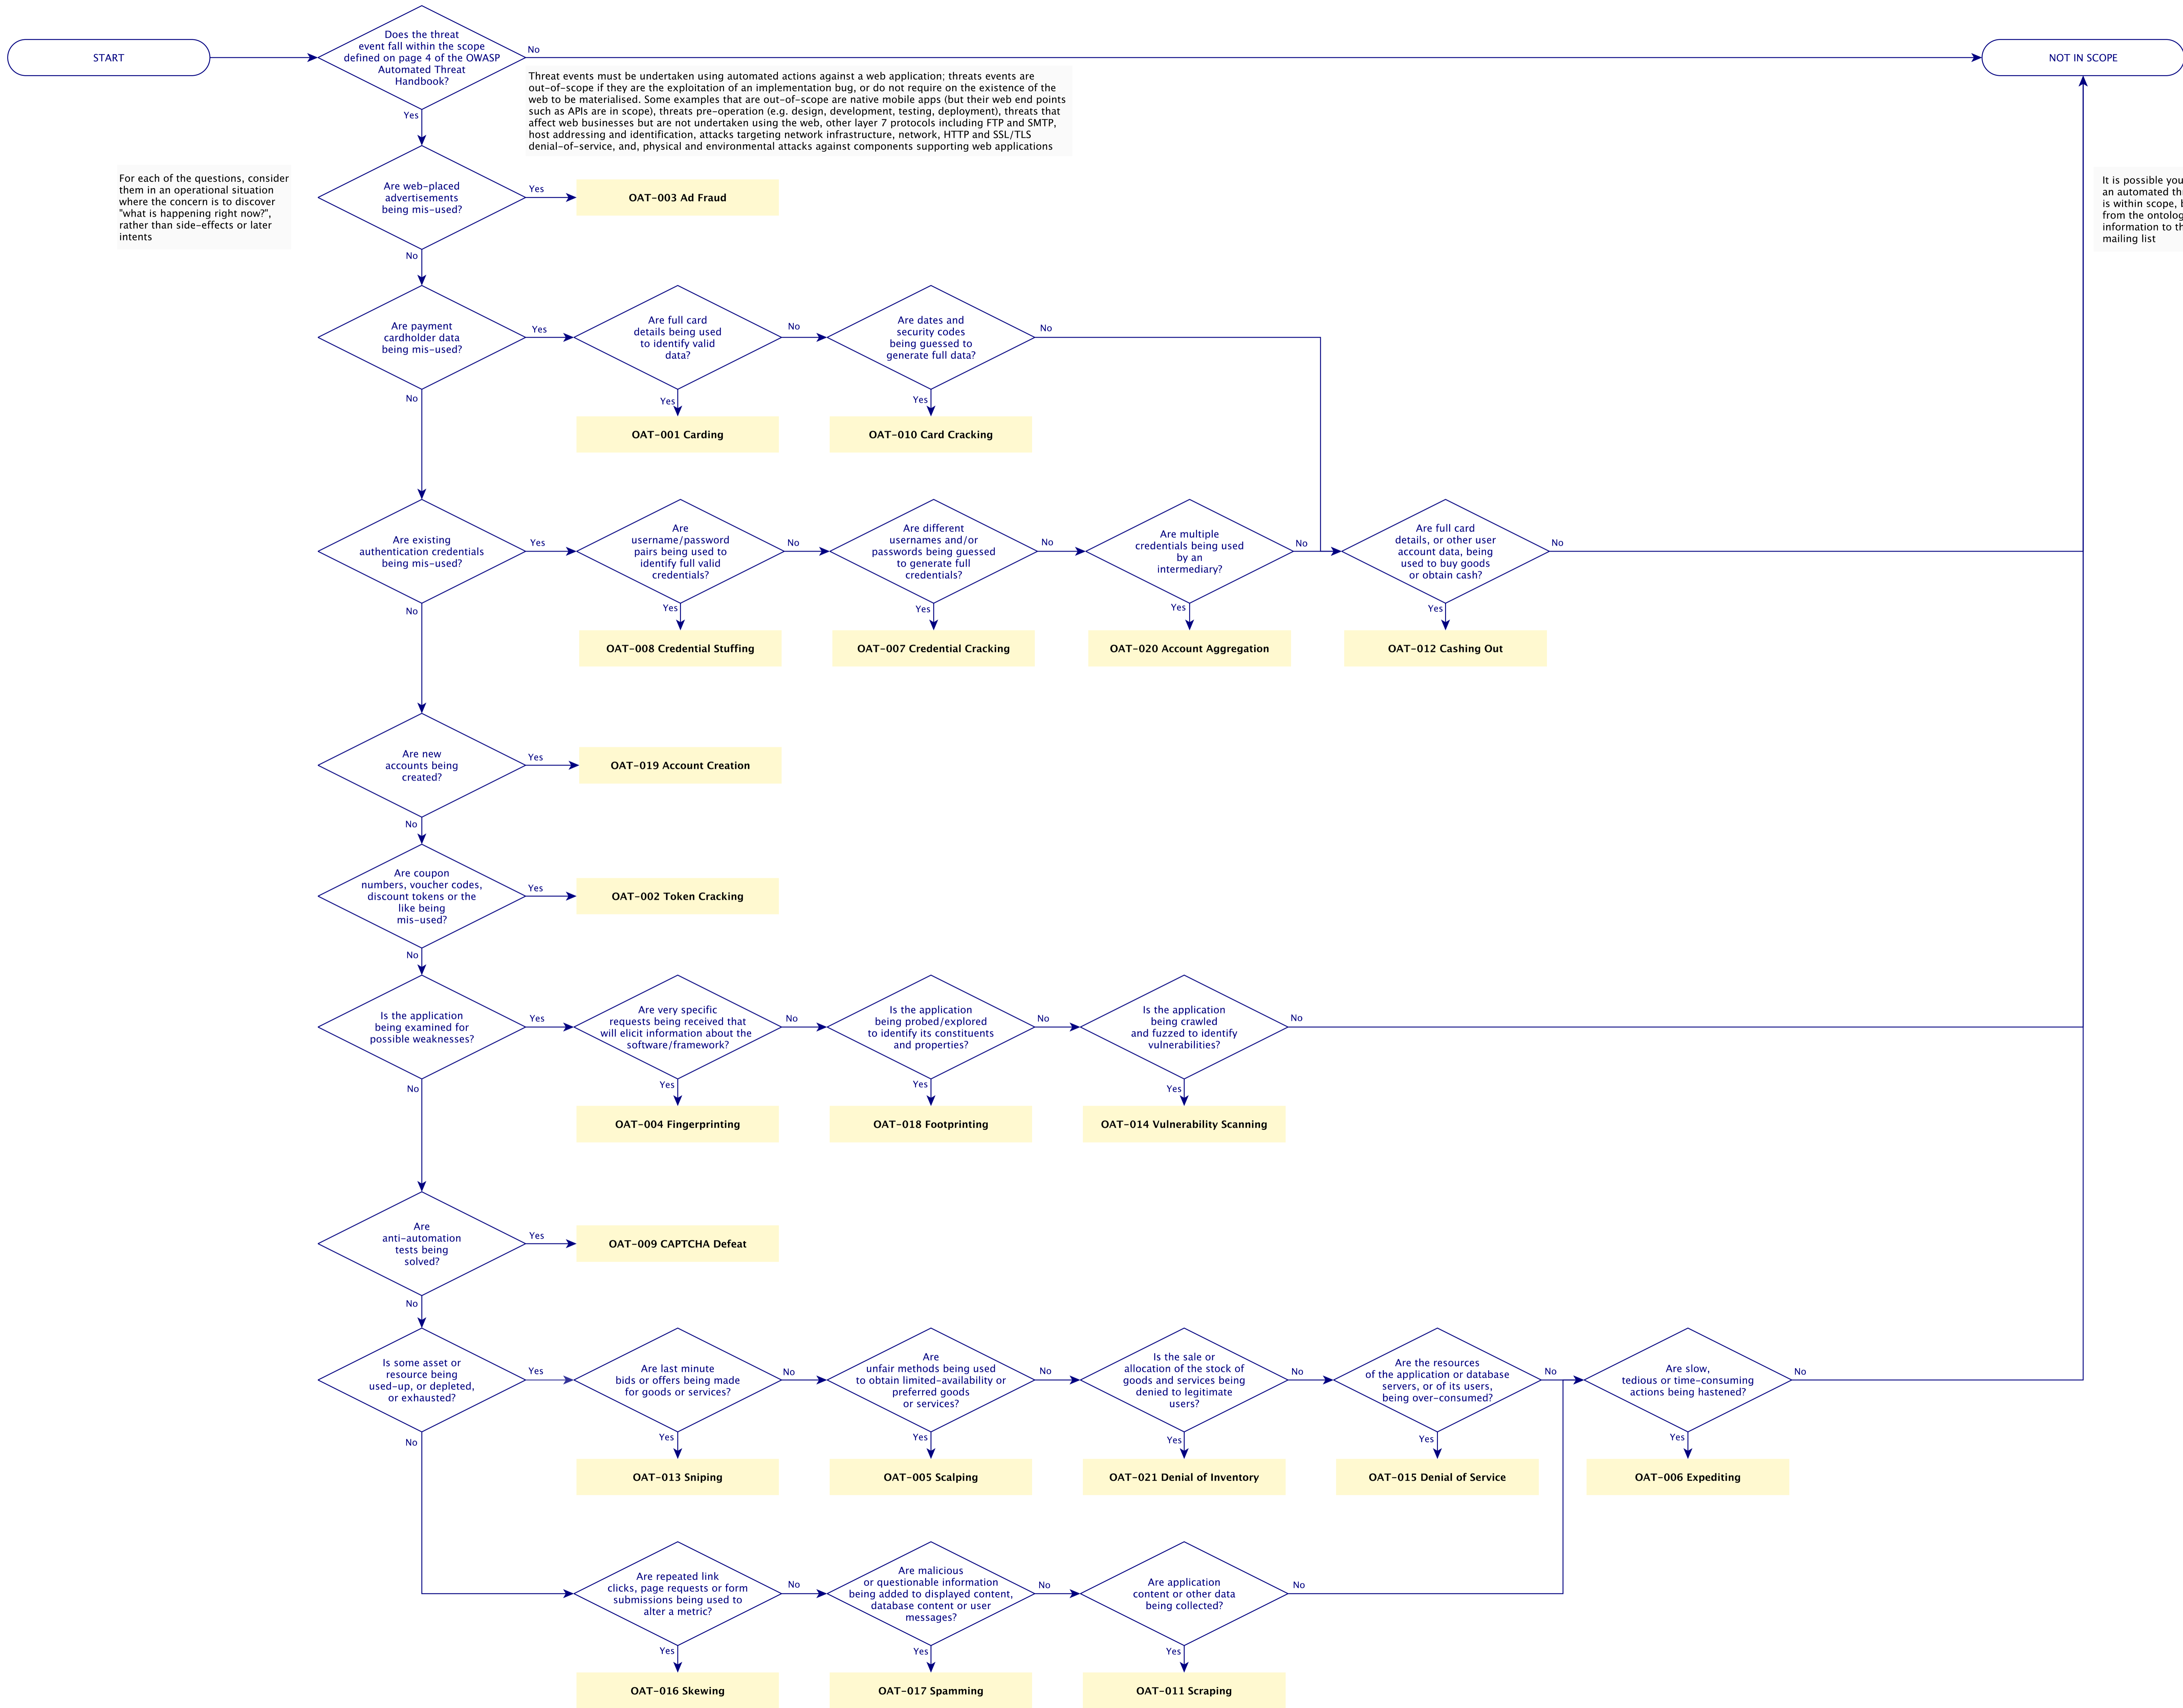 START
Does the threat
event fall within the scope
defined on page 4 of the OWASP
Automated Threat
Handbook?
No
NOT IN SCOPE
Threat events must be undertaken using automated actions against a web application; threats events are
out-of-scope if they are the exploitation of an implementation bug, or do not require on the existence of the
web to be materialised. Some examples that are out-of-scope are native mobile apps (but their web end points
such as APIs are in scope), threats pre-operation (e.g. design, development, testing, deployment), threats that
affect web businesses but are not undertaken using the web, other layer 7 protocols including FTP and SMTP,
host addressing and identification, attacks targeting network infrastructure, network, HTTP and SSL/TLS
denial-of-service, and, physical and environmental attacks against components supporting web applications
Yes
For each of the questions, consider
them in an operational situation
where the concern is to discover
"what is happening right now?",
rather than side-effects or later
intents
Are web-placed
advertisements
being mis-used?
Yes
OAT-003 Ad Fraud
It is possible you
an automated th
is within scope, b
from the ontolog
information to th
mailing list
No
Are payment
cardholder data
being mis-used?
Yes
Are full card
details being used
to identify valid
data?
No
Are dates and
security codes
being guessed to
generate full data?
No
No
Yes
Yes
OAT-001 Carding
OAT-010 Card Cracking
Are existing
authentication credentials
being mis-used?
Yes
Are
username/password
pairs being used to
identify full valid
credentials?
No
Are different
usernames and/or
passwords being guessed
to generate full
credentials?
No
Are multiple
credentials being used
by an
intermediary?
No
Are full card
details, or other user
account data, being
used to buy goods
or obtain cash?
No
No
Yes
Yes
Yes
Yes
OAT-008 Credential Stuffing
OAT-007 Credential Cracking
OAT-020 Account Aggregation
OAT-012 Cashing Out
Are new
accounts being
created?
Yes
OAT-019 Account Creation
No
Are coupon
numbers, voucher codes,
discount tokens or the
like being
mis-used?
Yes
OAT-002 Token Cracking
No
Is the application
being examined for
possible weaknesses?
Yes
Are very specific
requests being received that
will elicit information about the
software/framework?
No
Is the application
being probed/explored
to identify its constituents
and properties?
No
Is the application
being crawled
and fuzzed to identify
vulnerabilities?
No
No
Yes
Yes
Yes
OAT-004 Fingerprinting
OAT-018 Footprinting
OAT-014 Vulnerability Scanning
Are
anti-automation
tests being
solved?
Yes
OAT-009 CAPTCHA Defeat
No
Is some asset or
resource being
used-up, or depleted,
or exhausted?
Yes
Are last minute
bids or offers being made
for goods or services?
No
Are
unfair methods being used
to obtain limited-availability or
preferred goods
or services?
No
Is the sale or
allocation of the stock of
goods and services being
denied to legitimate
users?
No
Are the resources
of the application or database
servers, or of its users,
being over-consumed?
No
Are slow,
tedious or time-consuming
actions being hastened?
No
No
Yes
Yes
Yes
Yes
Yes
OAT-013 Sniping
OAT-005 Scalping
OAT-021 Denial of Inventory
OAT-015 Denial of Service
OAT-006 Expediting
Are repeated link
clicks, page requests or form
submissions being used to
alter a metric?
No
Are malicious
or questionable information
being added to displayed content,
database content or user
messages?
No
Are application
content or other data
being collected?
No
Yes
Yes
Yes
OAT-016 Skewing
OAT-017 Spamming
OAT-011 Scraping